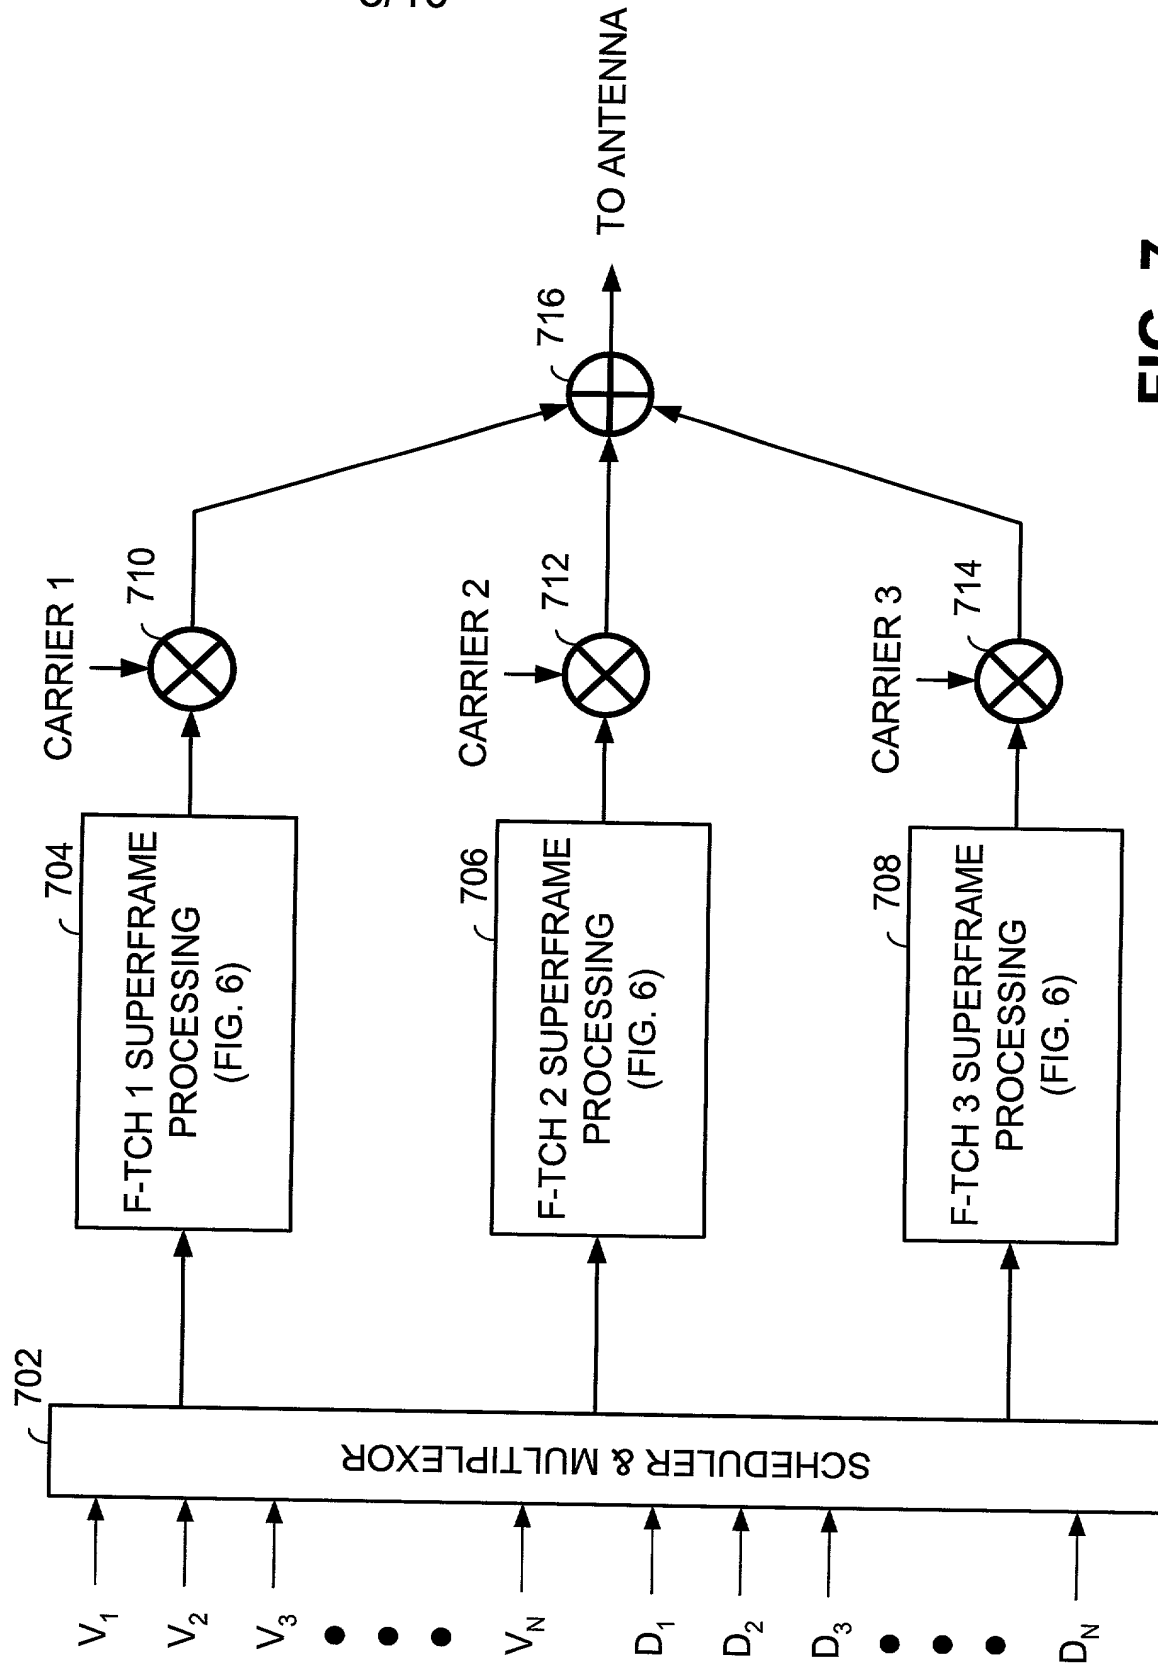 702
SCHEDULER & MULTIPLEXOR
V1
V2
V3
VN
D1
D2
D3
DN
704
F-TCH 1 SUPERFRAME
PROCESSING
(FIG. 6)
706
F-TCH 2 SUPERFRAME
PROCESSING
(FIG. 6)
708
F-TCH 3 SUPERFRAME
PROCESSING
(FIG. 6)
CARRIER 1
710
CARRIER 2
712
CARRIER 3
714
716
TO ANTENNA
FIG. 7